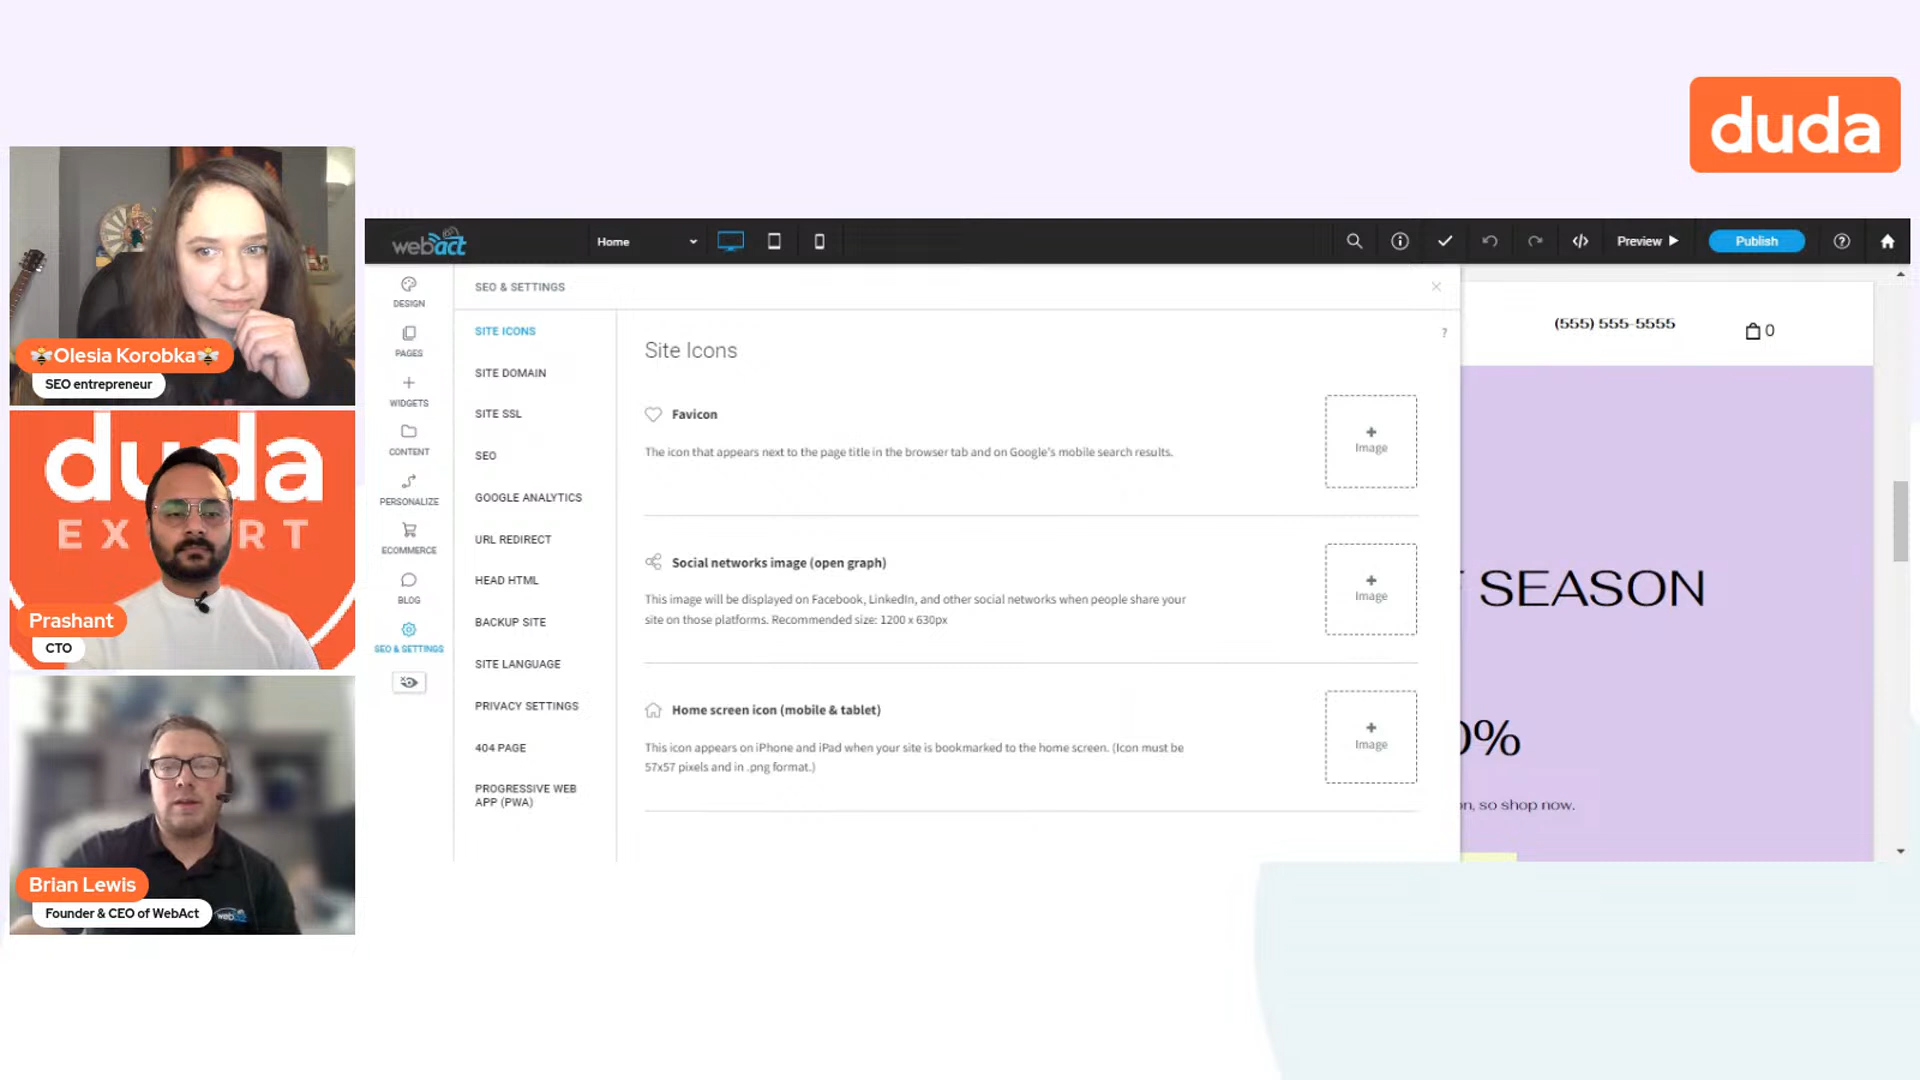 duda
Olesia Korobka
SEO entrepreneur
duda
EX RT
Prashant
CTO
Brian Lewis
Founder & CEO of WebAct
webact
Home
Preview
Publish
DESIGN
PAGES
WIDGETS
CONTENT
PERSONALIZE
ECOMMERCE
BLOG
SEO & SETTINGS
SEO & SETTINGS
SITE ICONS
SITE DOMAIN
SITE SSL
SEO
GOOGLE ANALYTICS
URL REDIRECT
HEAD HTML
BACKUP SITE
SITE LANGUAGE
PRIVACY SETTINGS
404 PAGE
PROGRESSIVE WEB
APP (PWA)
?
Site Icons
Favicon
The icon that appears next to the page title in the browser tab and on Google's mobile search results.
+
Image
Social networks image (open graph)
This image will be displayed on Facebook, LinkedIn, and other social networks when people share your
site on those platforms. Recommended size: 1200 x 630px
+
Image
Home screen icon (mobile & tablet)
This icon appears on iPhone and iPad when your site is bookmarked to the home screen. (Icon must be
57x57 pixels and in .png format.)
+
Image
(555) 555-5555
0
SEASON
0%
on, so shop now.